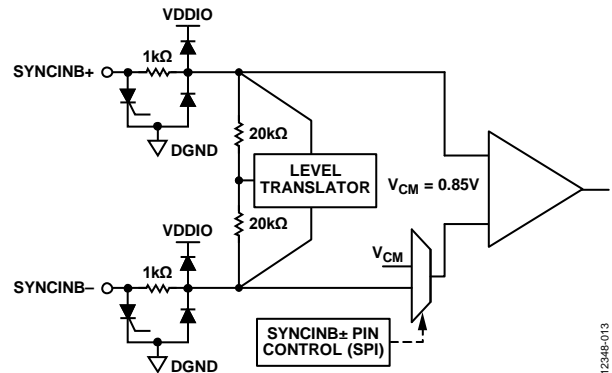 VDDIO
1kΩ
SYNCINB+
DGND
20kΩ
LEVEL
TRANSLATOR
VCM = 0.85V
20kΩ
VDDIO
1kΩ
VCM
SYNCINB–
SYNCINB± PIN
CONTROL (SPI)
DGND
12348-013